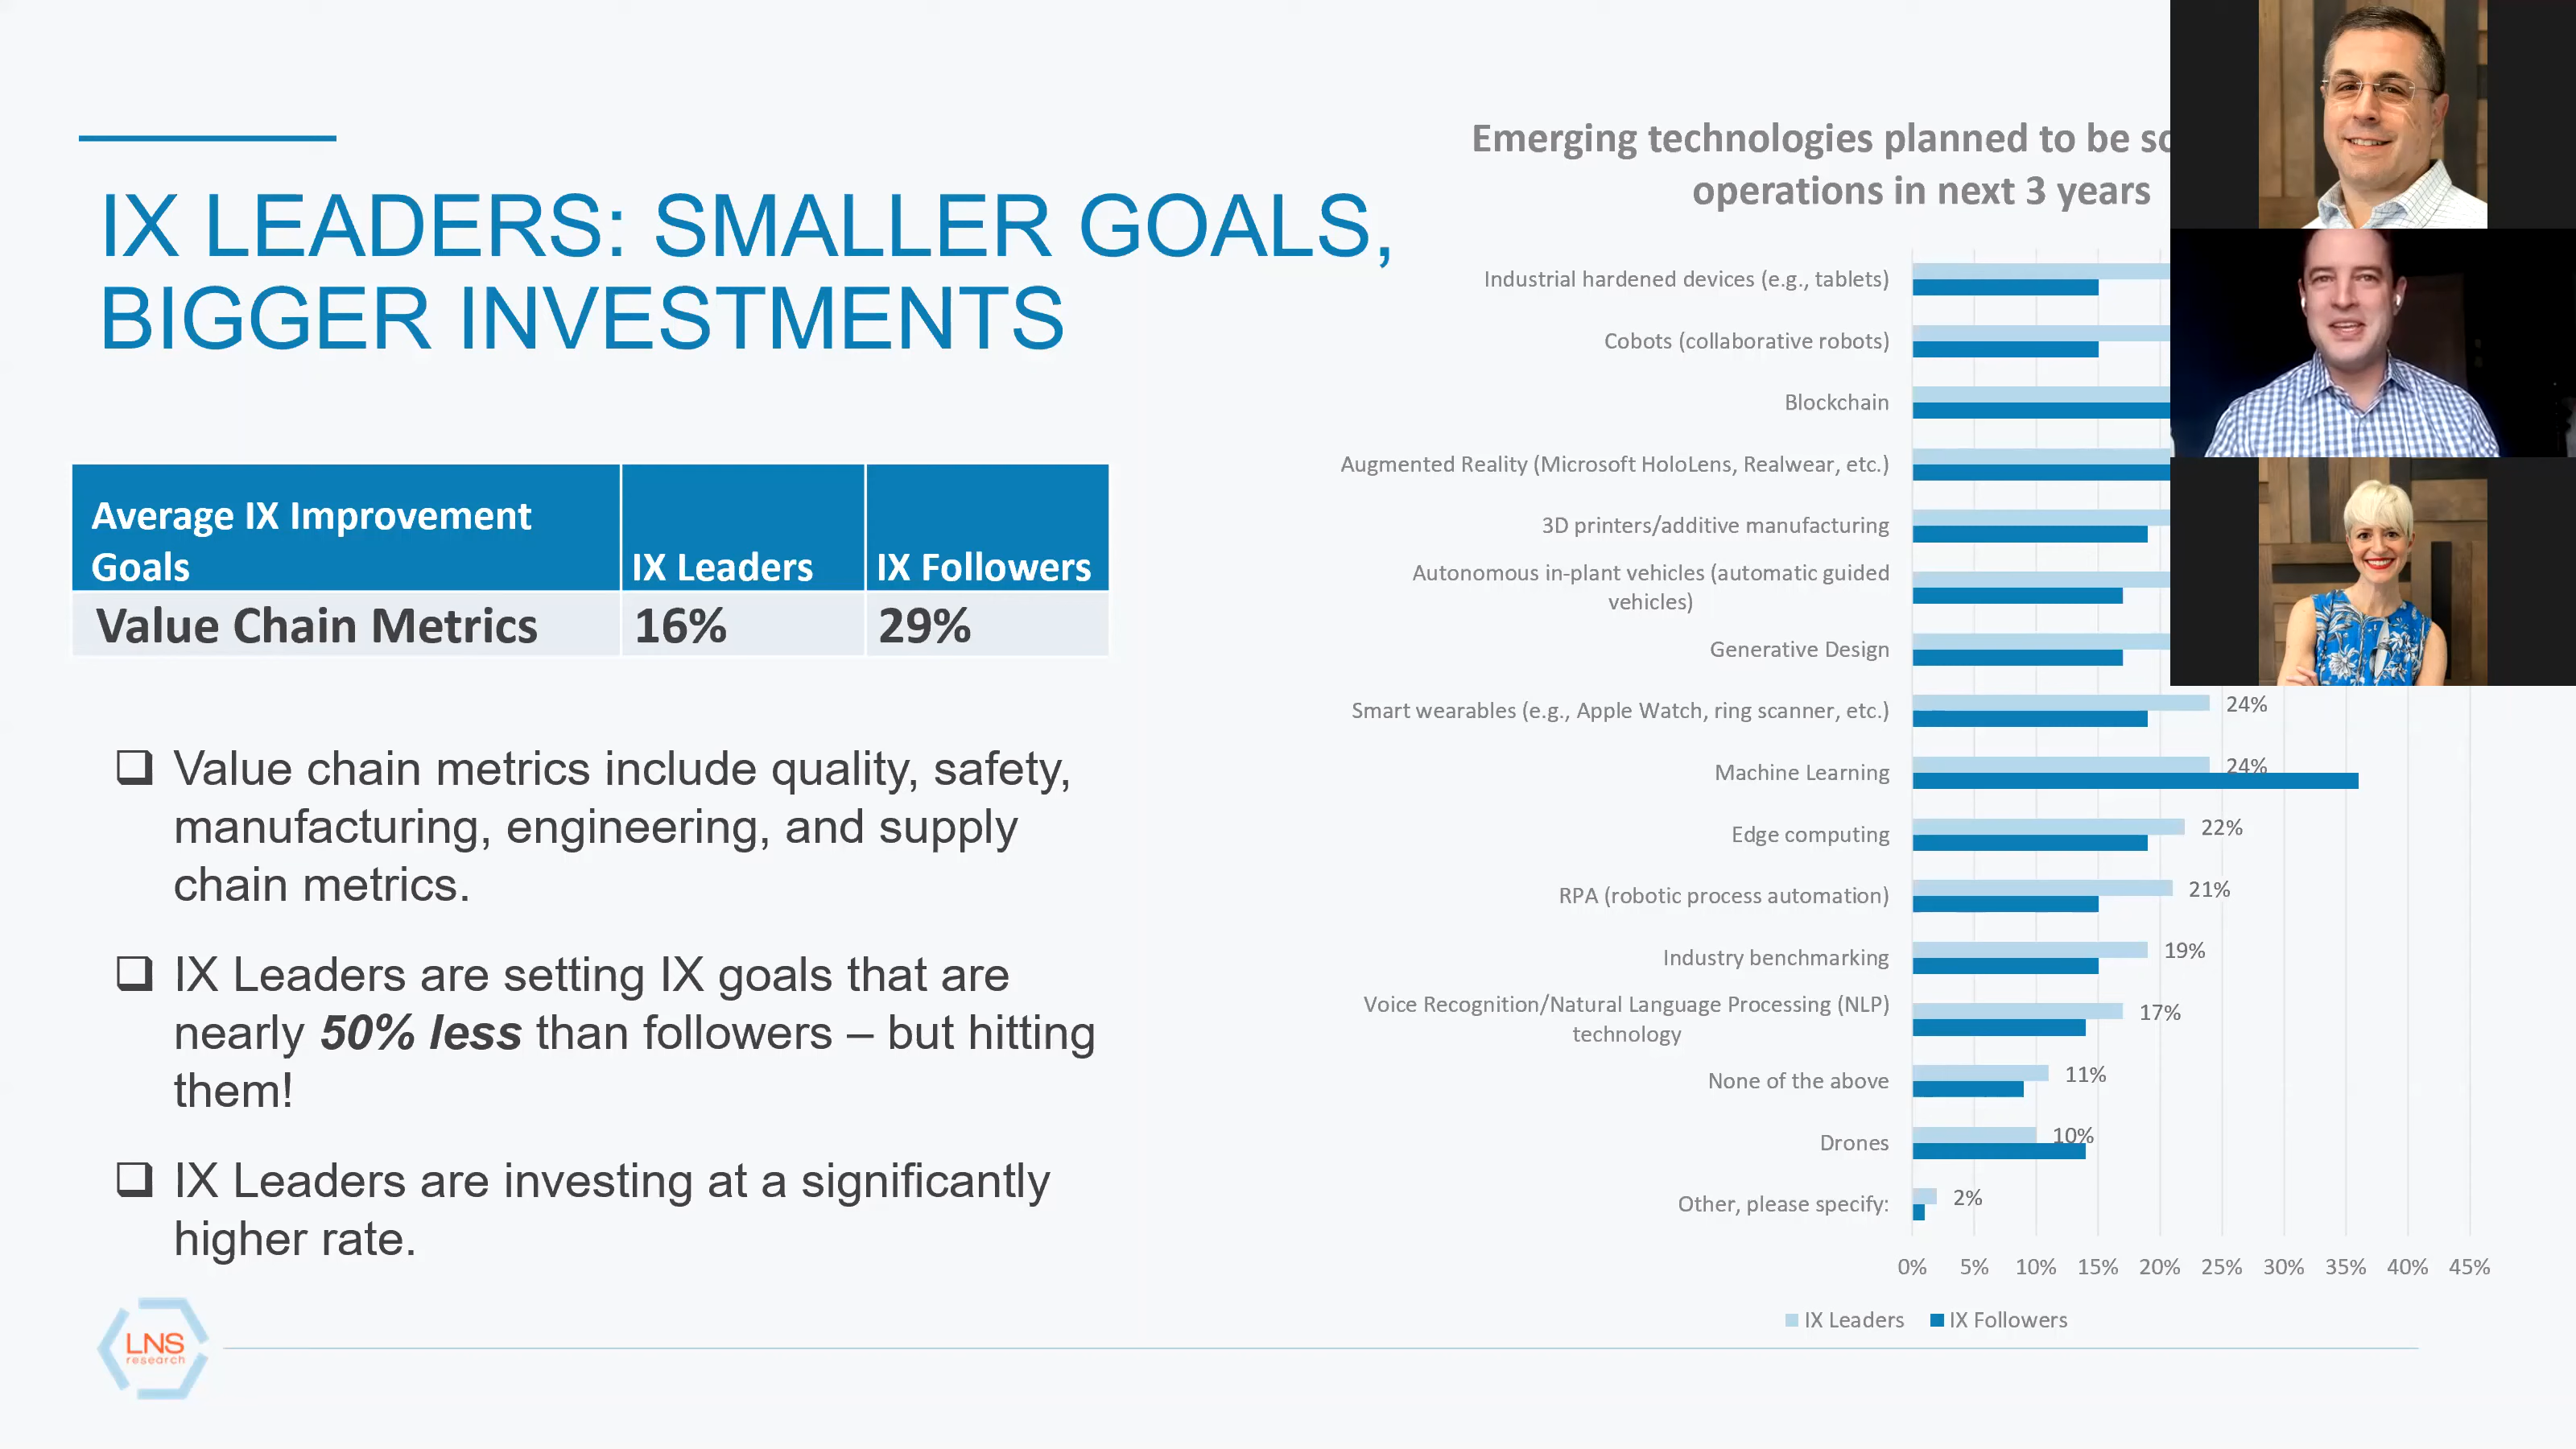 IX LEADERS: SMALLER GOALS,
BIGGER INVESTMENTS
Average IX Improvement
Goals
IX Leaders
IX Followers
Value Chain Metrics
16%
29%
❑ Value chain metrics include quality, safety,
manufacturing, engineering, and supply
chain metrics.
❑ IX Leaders are setting IX goals that are
nearly 50% less than followers – but hitting
them!
❑ IX Leaders are investing at a significantly
higher rate.
LNS
research
Emerging technologies planned to be
operations in next 3 years
Industrial hardened devices (e.g., tablets)
Cobots (collaborative robots)
Blockchain
Augmented Reality (Microsoft HoloLens, Realwear, etc.)
3D printers/additive manufacturing
Autonomous in-plant vehicles (automatic guided
vehicles)
Generative Design
Smart wearables (e.g., Apple Watch, ring scanner, etc.)
24%
Machine Learning
24%
Edge computing
22%
RPA (robotic process automation)
21%
Industry benchmarking
19%
Voice Recognition/Natural Language Processing (NLP)
technology
17%
None of the above
11%
Drones
10%
Other, please specify:
2%
0% 5% 10% 15% 20% 25% 30% 35% 40% 45%
IX Leaders IX Followers